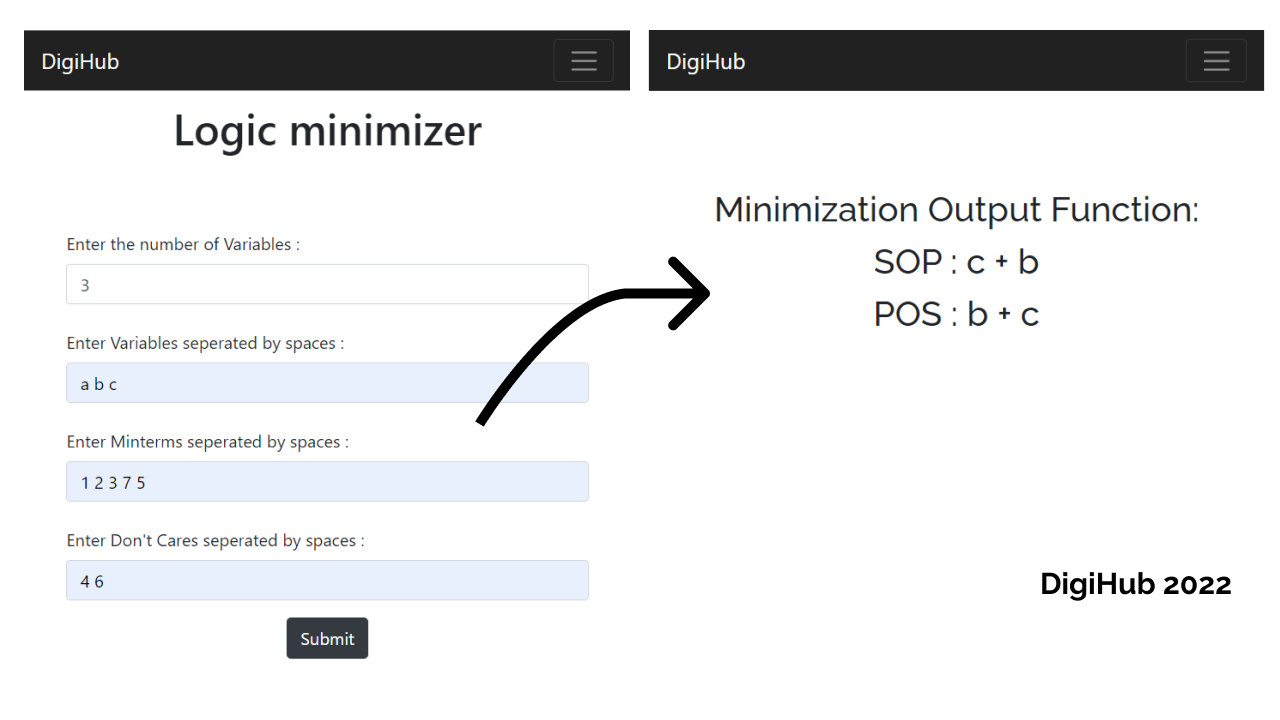 DigiHub
Logic minimizer
Enter the number of Variables :
3
Enter Variables seperated by spaces :
a b c
Enter Minterms seperated by spaces :
1 2 3 7 5
Enter Don't Cares seperated by spaces :
4 6
Submit
DigiHub
Minimization Output Function:
SOP : c + b
POS : b + c
DigiHub 2022